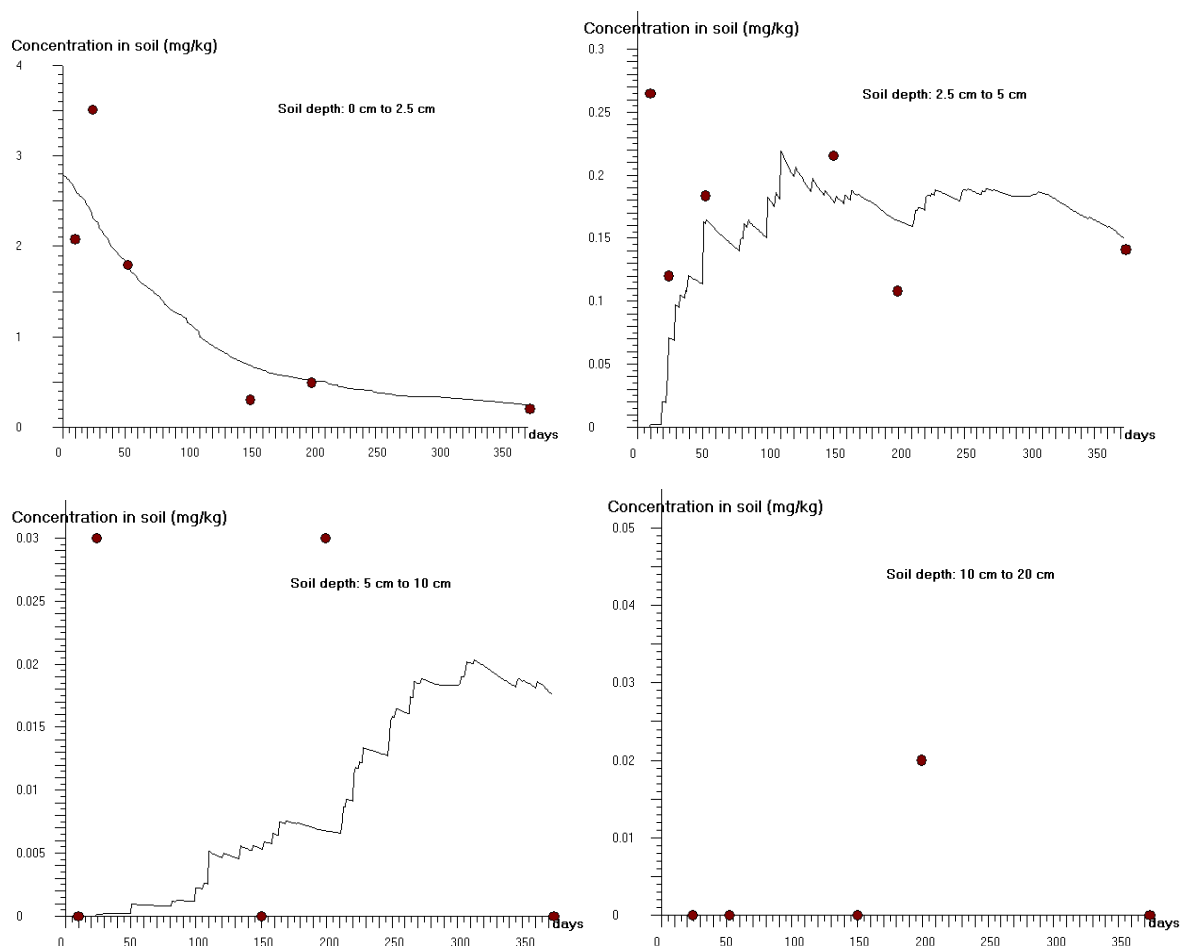 Concentration in soil (mg/kg)
4
Soil depth: 0 cm to 2.5 cm
3
2
1
0
days
0 50 100 150 200 250 300 350
Concentration in soil (mg/kg)
0.3
Soil depth: 2.5 cm to 5 cm
0.25
0.2
0.15
0.1
0.05
0
days
0 50 100 150 200 250 300 350
Concentration in soil (mg/kg)
0.03
Soil depth: 5 cm to 10 cm
0.025
0.02
0.015
0.01
0.005
0
days
0 50 100 150 200 250 300 350
Concentration in soil (mg/kg)
0.05
Soil depth: 10 cm to 20 cm
0.04
0.03
0.02
0.01
0
days
0 50 100 150 200 250 300 350